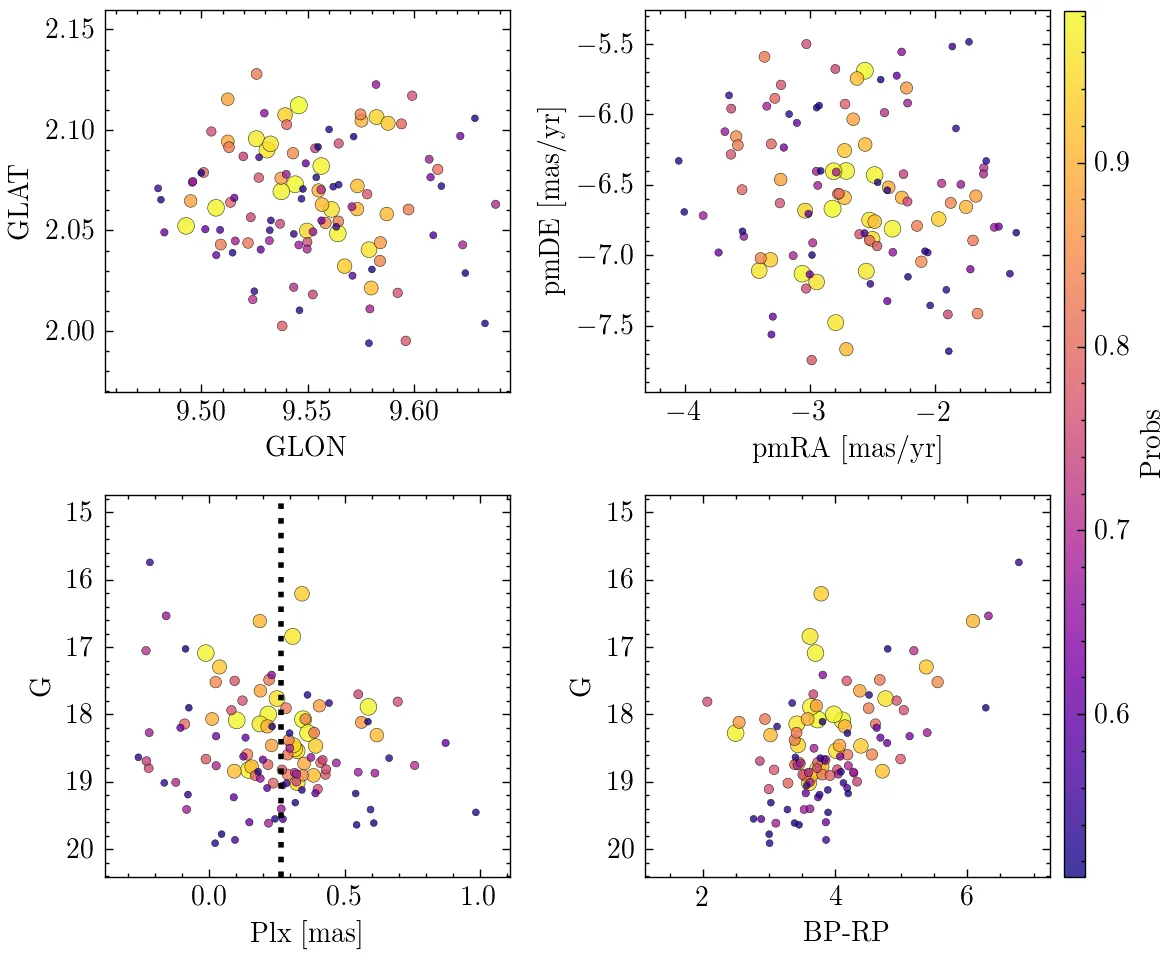 2.15
2.10
2.05
2.00
GLAT
9.50 9.55 9.60
GLON
−5.5
−6.0
−6.5
−7.0
−7.5
pmDE [mas/yr]
−4 −3 −2
pmRA [mas/yr]
15
16
17
18
19
20
G
0.0 0.5 1.0
Plx [mas]
15
16
17
18
19
20
G
2 4 6
BP-RP
0.9
0.8
0.7
0.6
Probs